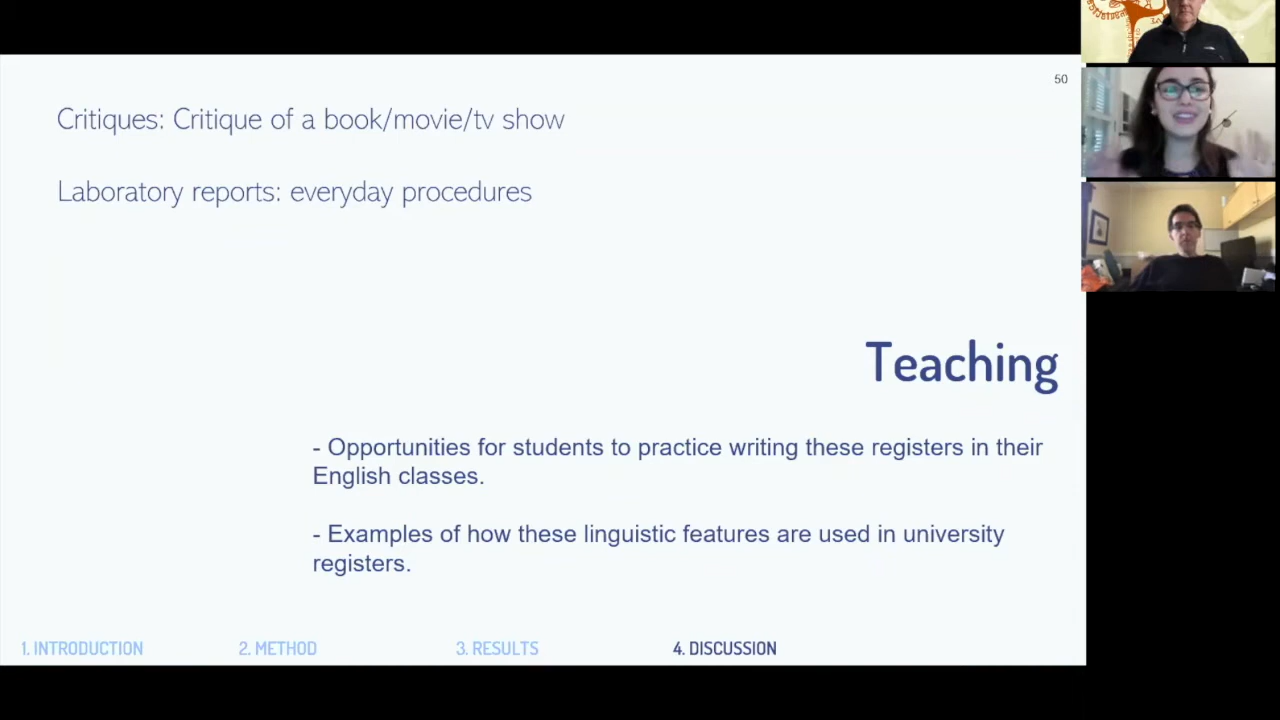 50
Critiques: Critique of a book/movie/tv show
Laboratory reports: everyday procedures
Teaching
- Opportunities for students to practice writing these registers in their
English classes.
- Examples of how these linguistic features are used in university
registers.
1. INTRODUCTION
2. METHOD
3. RESULTS
4. DISCUSSION